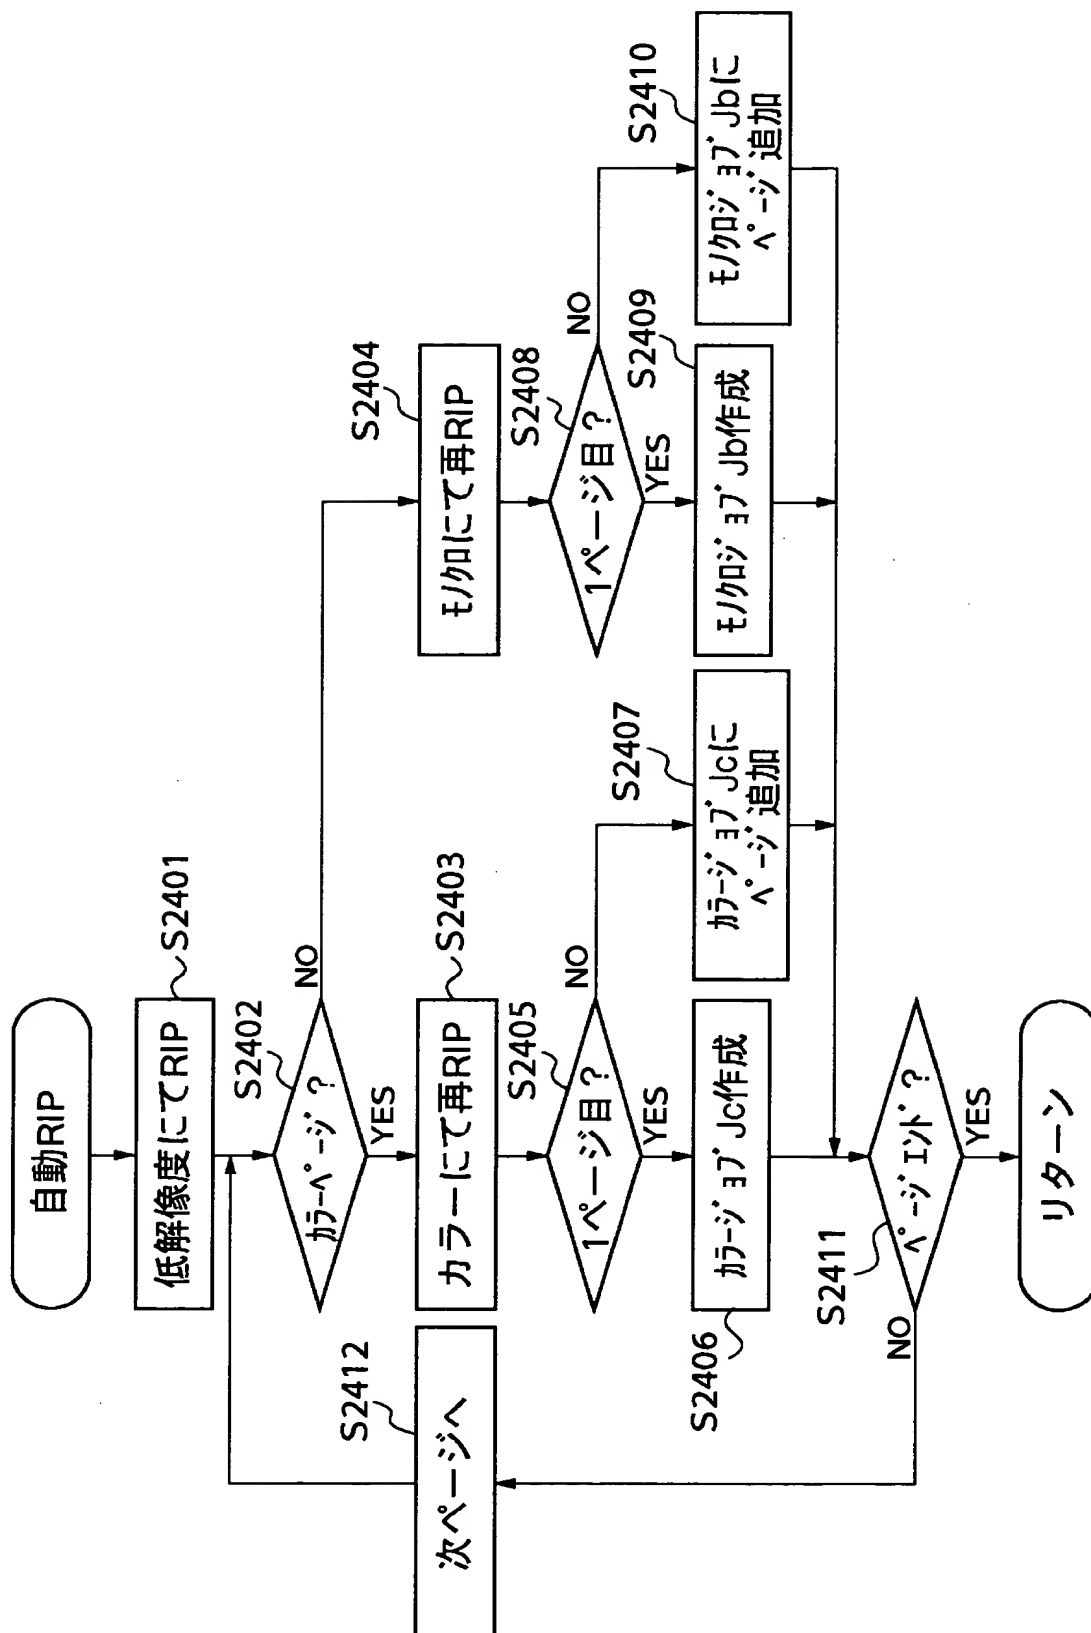 自動RIP
低解像度にてRIP
S2401
カラーページ?
S2402
NO
YES
カラーにて再RIP
S2403
モノクロにて再RIP
S2404
1ページ目?
S2405
NO
YES
カラージョブJc作成
S2406
カラージョブJcに
ページ追加
S2407
1ページ目?
S2408
NO
YES
モノクロジョブJb作成
S2409
モノクロジョブJbに
ページ追加
S2410
ページエンド?
S2411
NO
YES
次ページへ
S2412
リターン